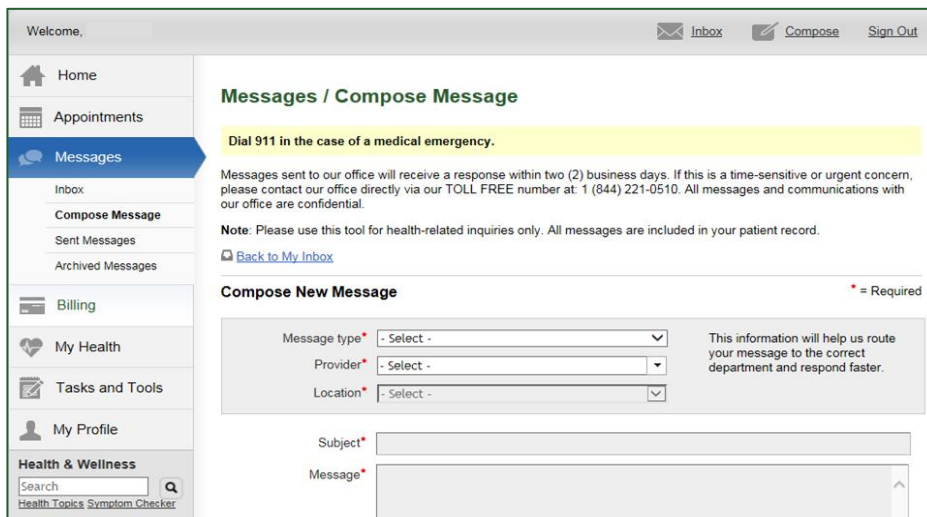 Welcome,
Inbox
Compose
Sign Out
Home
Appointments
Messages
Inbox
Compose Message
Sent Messages
Archived Messages
Billing
My Health
Tasks and Tools
My Profile
Health & Wellness
Search
Health Topics Symptom Checker
Messages / Compose Message
Dial 911 in the case of a medical emergency.
Messages sent to our office will receive a response within two (2) business days. If this is a time-sensitive or urgent concern,
please contact our office directly via our TOLL FREE number at: 1 (844) 221-0510. All messages and communications with
our office are confidential.
Note: Please use this tool for health-related inquiries only. All messages are included in your patient record.
Back to My Inbox
Compose New Message
* = Required
Message type* - Select -
Provider* - Select -
Location* - Select -
This information will help us route
your message to the correct
department and respond faster.
Subject*
Message*